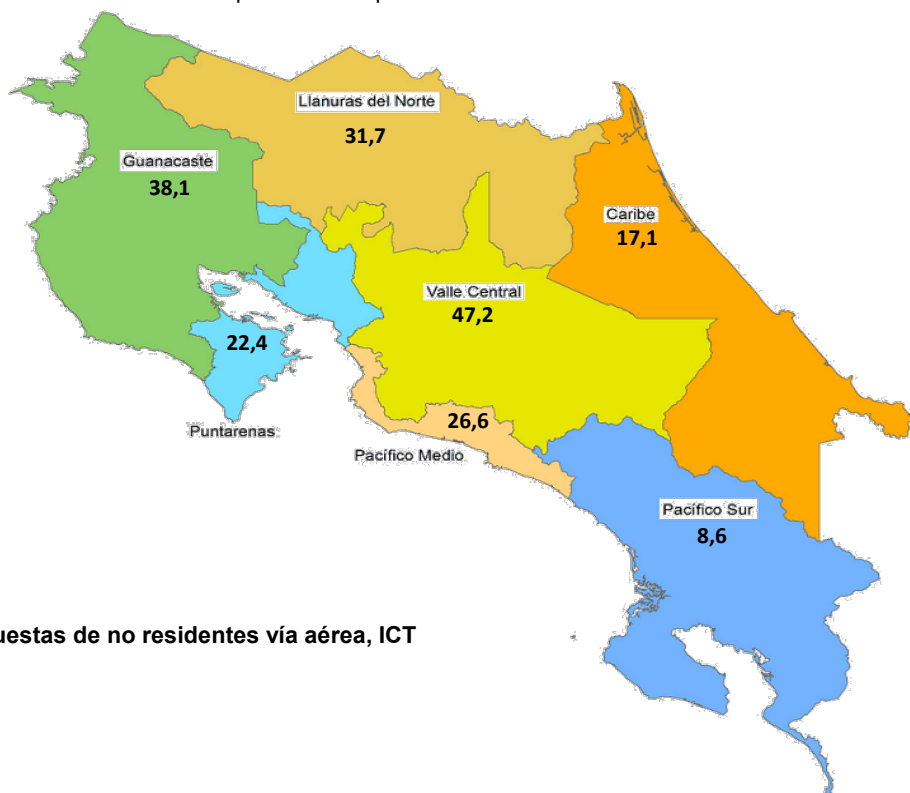 Llanuras del Norte
31,7
Guanacaste
38,1
Caribe
17,1
Valle Central
47,2
22,4
Puntarenas
26,6
Pacífico Medio
Pacífico Sur
8,6
uestas de no residentes vía aérea, ICT